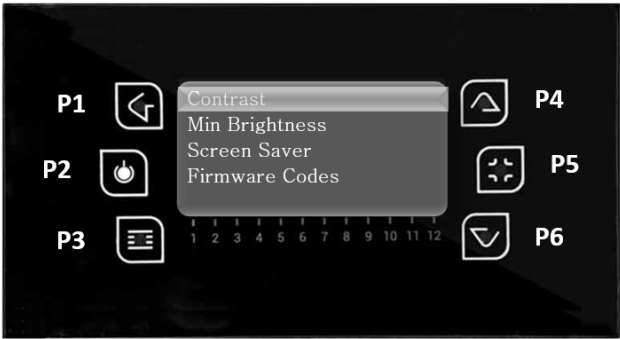 P1
P2
P3
Contrast
Min Brightness
Screen Saver
Firmware Codes
1 2 3 4 5 6 7 8 9 10 11 12
P4
P5
P6